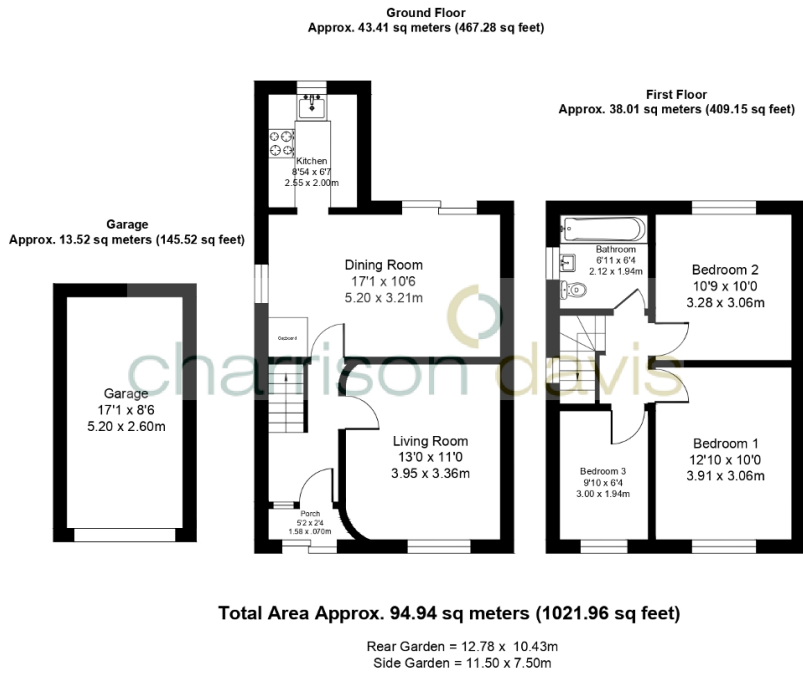 Ground Floor
Approx. 43.41 sq meters (467.28 sq feet)
First Floor
Approx. 38.01 sq meters (409.15 sq feet)
Garage
Approx. 13.52 sq meters (145.52 sq feet)
Kitchen
8'54 x 6'7
2.55 x 2.00m
Dining Room
17'1 x 10'6
5.20 x 3.21m
Cupboard
Bathroom
6'11 x 6'4
2.12 x 1.94m
Bedroom 2
10'9 x 10'0
3.28 x 3.06m
charrison davis
Garage
17'1 x 8'6
5.20 x 2.60m
Living Room
13'0 x 11'0
3.95 x 3.36m
Bedroom 1
12'10 x 10'0
3.91 x 3.06m
Bedroom 3
9'10 x 6'4
3.00 x 1.94m
Porch
5'2 x 2'4
1.58 x .070m
Total Area Approx. 94.94 sq meters (1021.96 sq feet)
Rear Garden = 12.78 x 10.43m
Side Garden = 11.50 x 7.50m